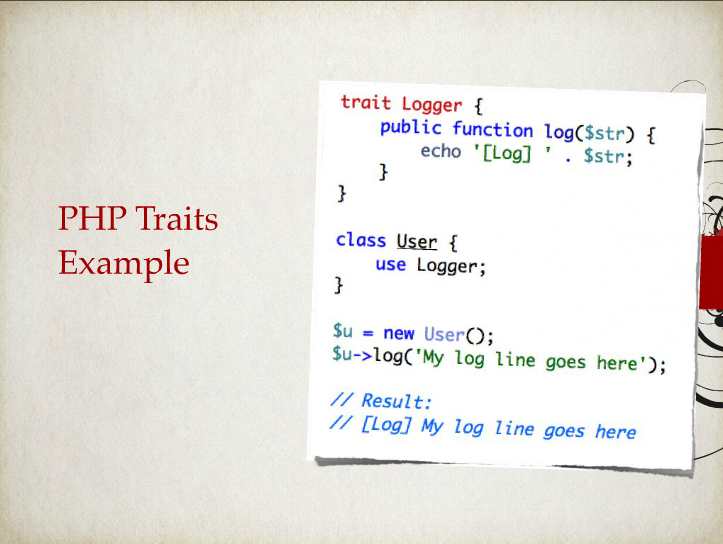 PHP Traits
Example
trait Logger {
    public function log($str) {
        echo '[Log] ' . $str;
    }
}

class User {
    use Logger;
}

$u = new User();
$u->log('My log line goes here');

// Result:
// [Log] My log line goes here